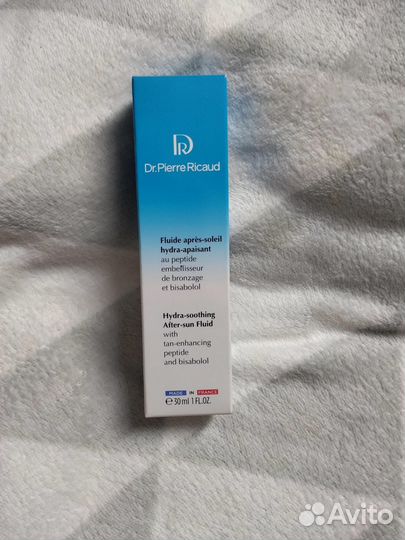 DR
Dr.Pierre Ricaud
Fluide après-soleil
hydra-apaisant
au peptide
embellisseur
de bronzage
et bisabolol
Hydra-soothing
After-sun Fluid
with
tan-enhancing
peptide
and bisabolol
MADE IN FRANCE
℮ 30 ml 1 FL.OZ.
Avito